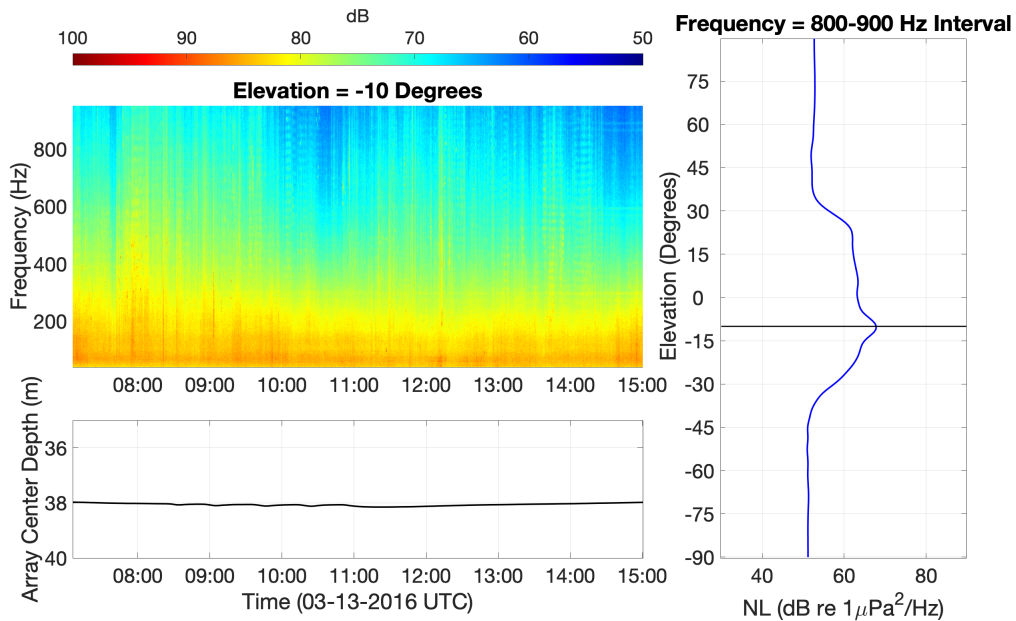 dB
100 90 80 70 60 50
Elevation = -10 Degrees
Frequency (Hz)
800
600
400
200
08:00 09:00 10:00 11:00 12:00 13:00 14:00 15:00
Array Center Depth (m)
36
38
40
08:00 09:00 10:00 11:00 12:00 13:00 14:00 15:00
Time (03-13-2016 UTC)
Frequency = 800-900 Hz Interval
Elevation (Degrees)
75
60
45
30
15
0
-15
-30
-45
-60
-75
-90
40 60 80
NL (dB re 1μPa²/Hz)